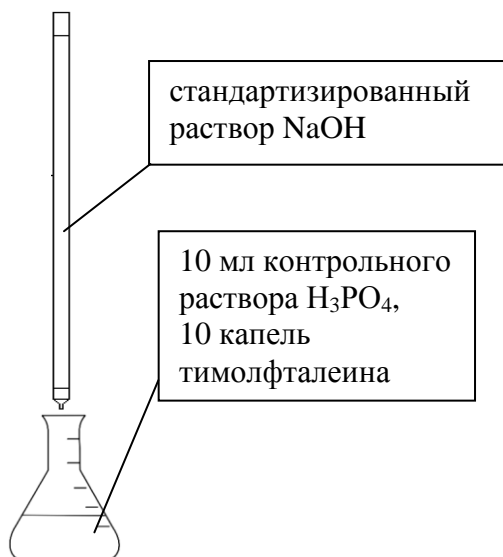 стандартизированный
раствор NaOH
10 мл контрольного
раствора H₃PO₄,
10 капель
тимолфталеина